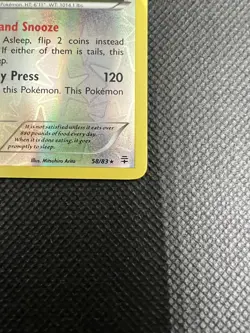 Pokémon, HT: 6'11", WT: 1014.1 lbs
and Snooze
Asleep, flip 2 coins instead
If either of them is tails, this
Press 120
this Pokémon. This Pokémon
It is not satisfied unless it eats over
880 pounds of food every day.
When it is done eating, it goes
promptly to sleep.
Illus. Mitsuhiro Arita 58/83